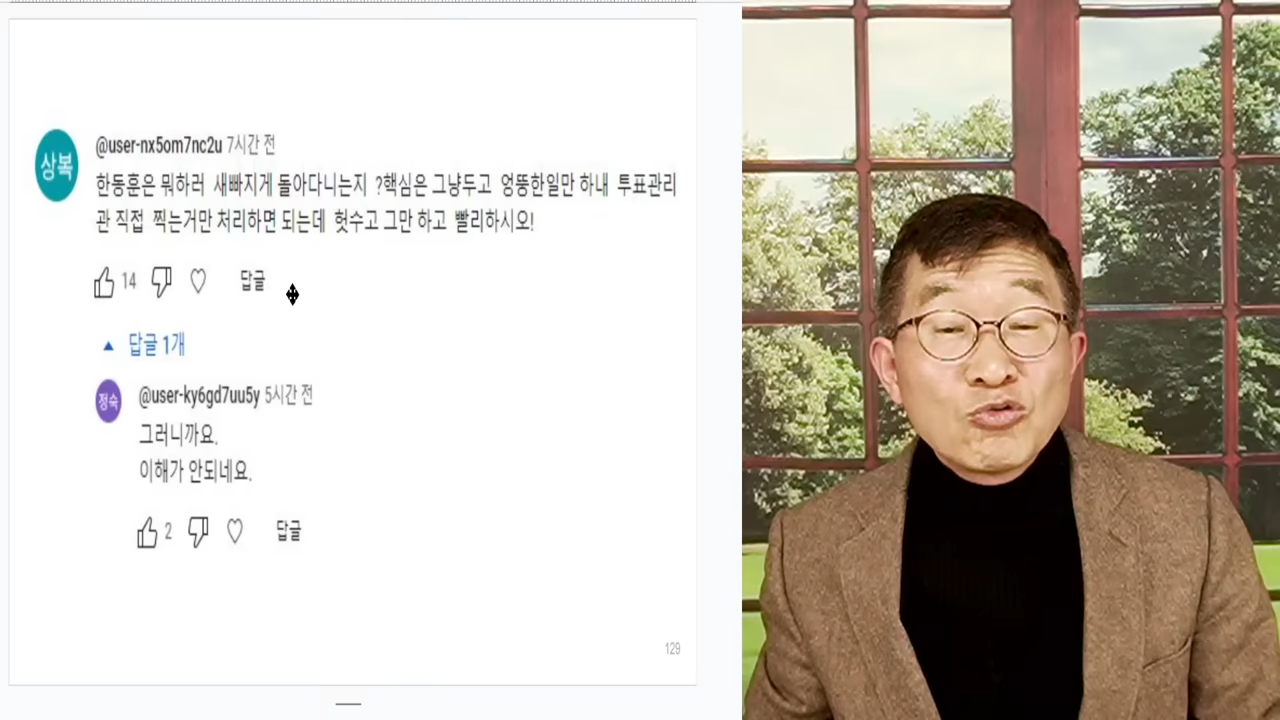 상복
@user-nx5om7nc2u 7시간 전
한동훈은 뭐하러 새빠지게 돌아다니는지 ?핵심은 그냥두고 엉뚱한일만 하내 투표관리
관 직접 찍는거만 처리하면 되는데 헛수고 그만 하고 빨리하시오!
14 답글
답글 1개
정숙
@user-ky6gd7uu5y 5시간 전
그러니까요.
이해가 안되네요.
2 답글
129